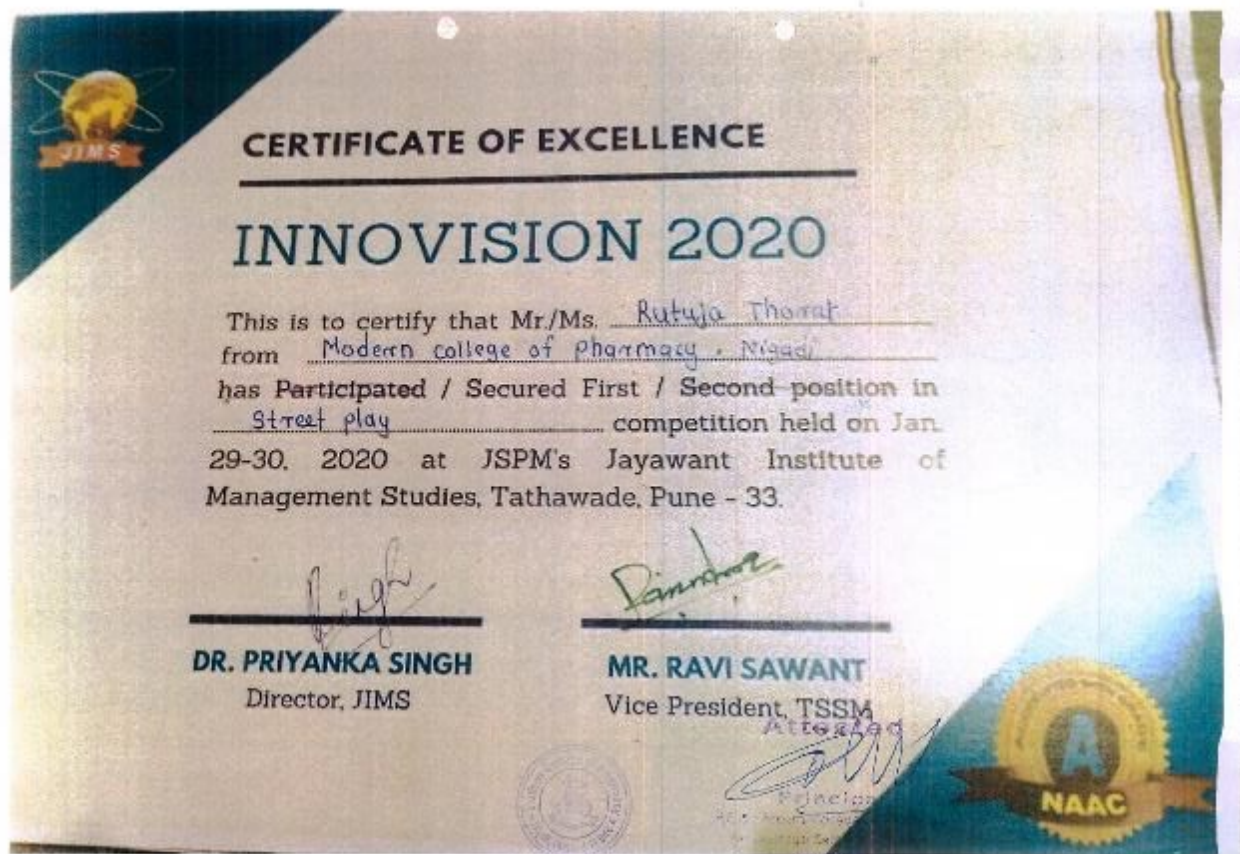 JIMS
CERTIFICATE OF EXCELLENCE
INNOVISION 2020
This is to certify that Mr./Ms. Rutuja Thorat
from Modern college of pharmacy, Nigadi
has Participated / Secured First / Second position in
Street play competition held on Jan.
29-30, 2020 at JSPM's Jayawant Institute of
Management Studies, Tathawade, Pune - 33.
Singh
DR. PRIYANKA SINGH
Director, JIMS
MR. RAVI SAWANT
Vice President, TSSM
Attested
Principal
A
NAAC